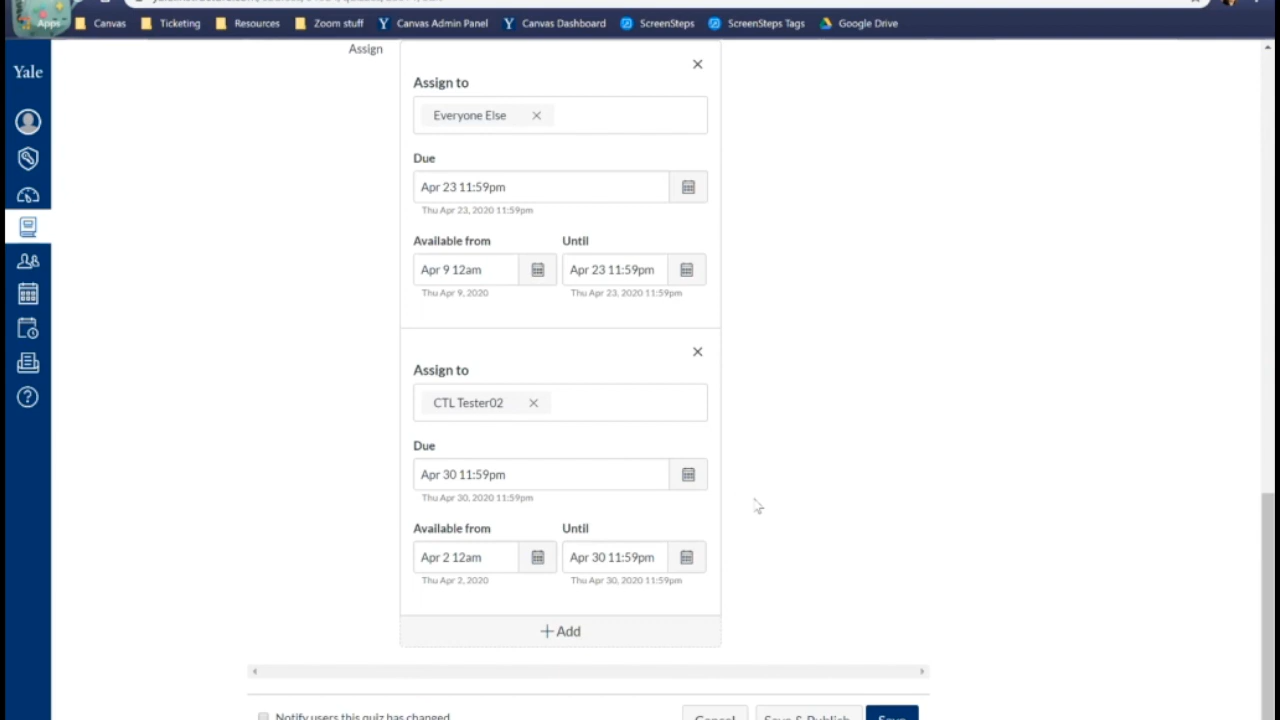 Apps Canvas Ticketing Resources Zoom stuff Canvas Admin Panel Canvas Dashboard ScreenSteps ScreenSteps Tags Google Drive
Yale
Assign
Assign to
Everyone Else
Due
Apr 23 11:59pm
Thu Apr 23, 2020 11:59pm
Available from Until
Apr 9 12am Apr 23 11:59pm
Thu Apr 9, 2020 Thu Apr 23, 2020 11:59pm
Assign to
CTL Tester02
Due
Apr 30 11:59pm
Thu Apr 30, 2020 11:59pm
Available from Until
Apr 2 12am Apr 30 11:59pm
Thu Apr 2, 2020 Thu Apr 30, 2020 11:59pm
+ Add
Notify users this quiz has changed Cancel Save & Publish Save